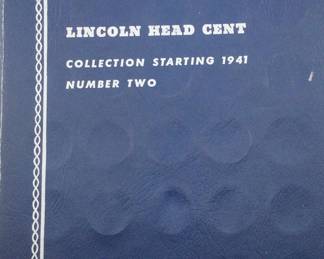 LINCOLN HEAD CENT
COLLECTION STARTING 1941
NUMBER TWO